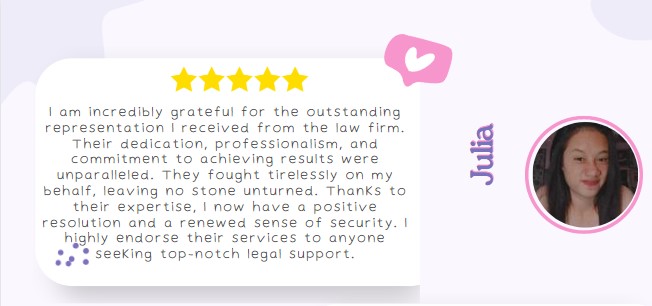 I am incredibly grateful for the outstanding
representation I received from the law firm.
Their dedication, professionalism, and
commitment to achieving results were
unparalleled. They fought tirelessly on my
behalf, leaving no stone unturned. Thanks to
their expertise, I now have a positive
resolution and a renewed sense of security. I
highly endorse their services to anyone
seeking top-notch legal support.
Julia